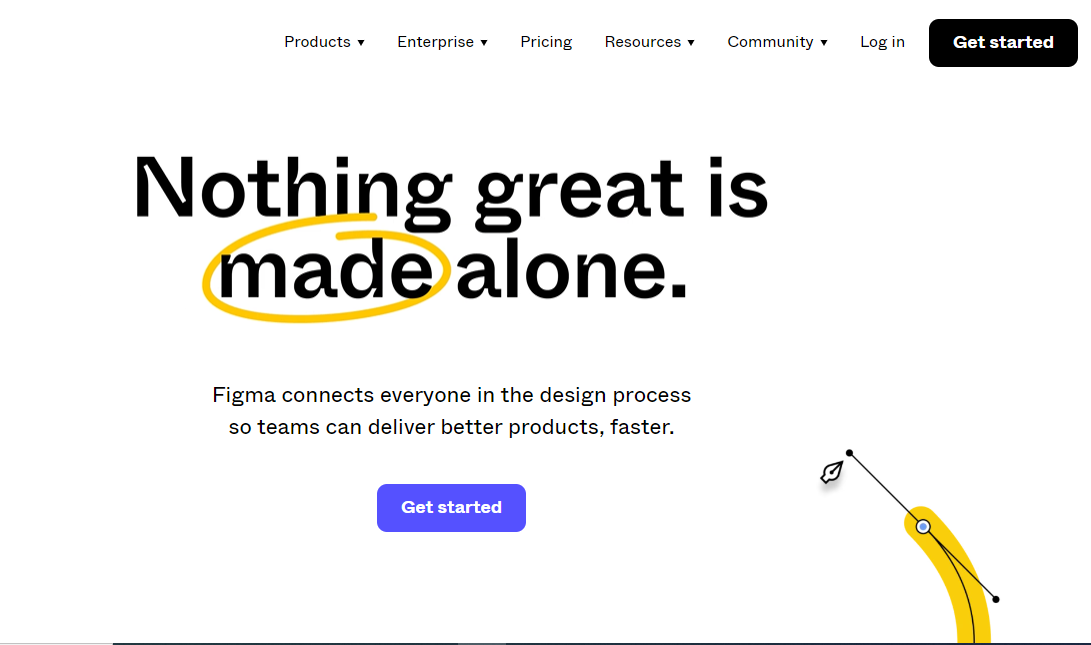 Products ▾ Enterprise ▾ Pricing Resources ▾ Community ▾ Log in Get started
Nothing great is
made alone.
Figma connects everyone in the design process
so teams can deliver better products, faster.
Get started